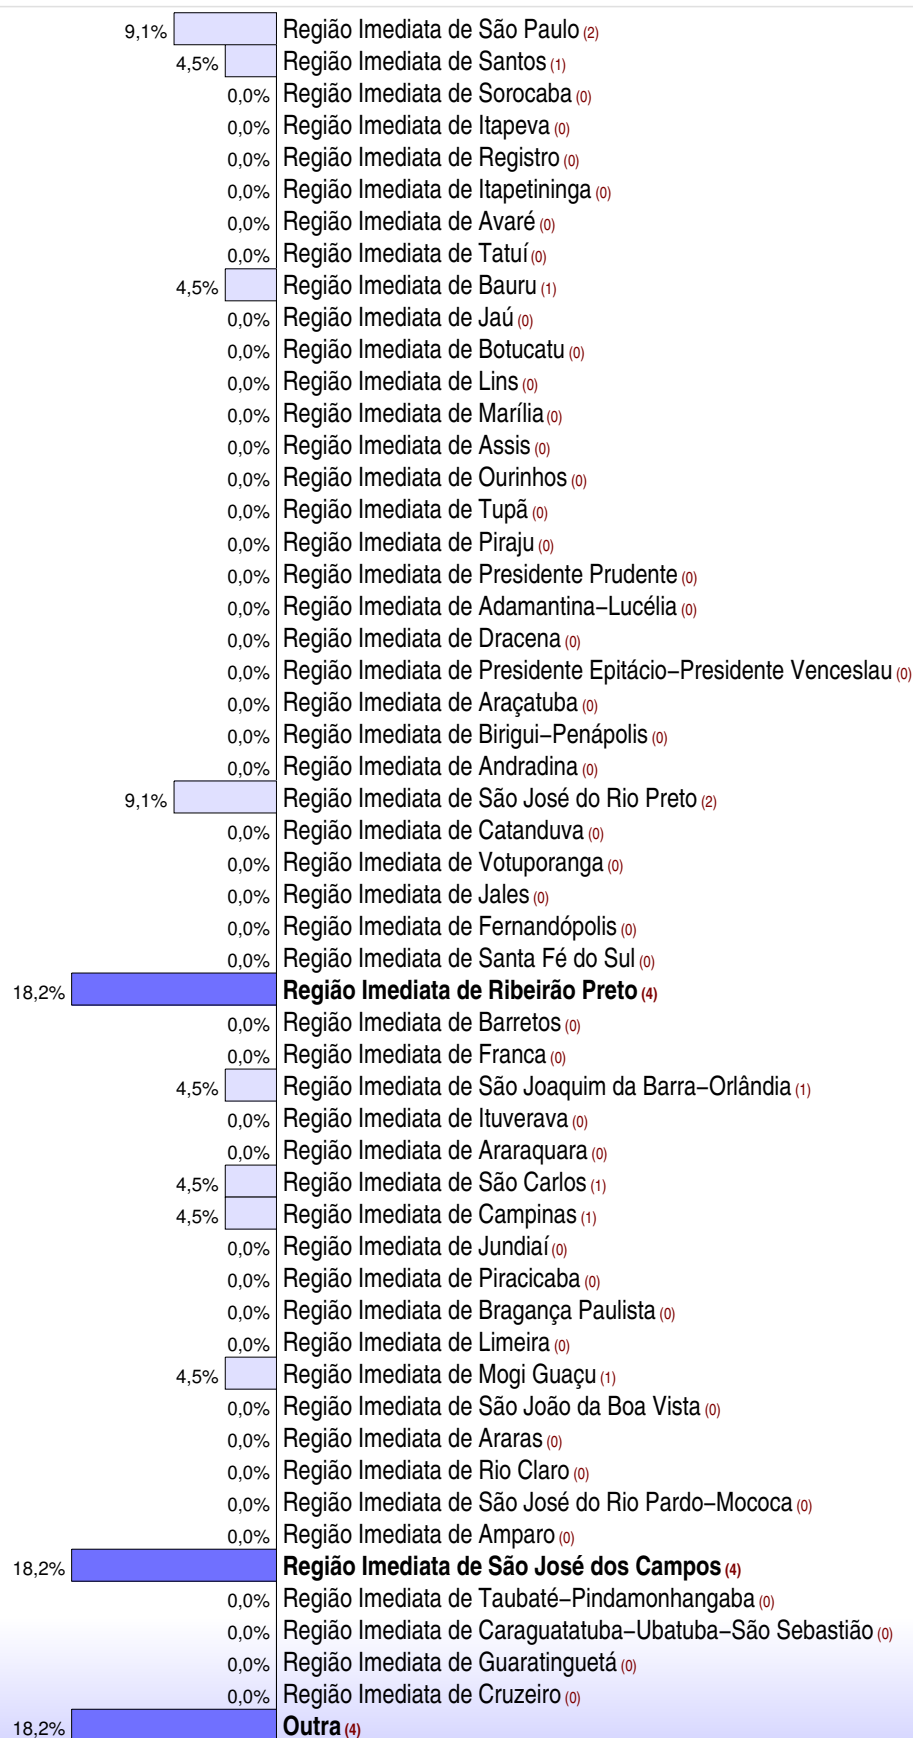 9,1% Região Imediata de São Paulo (2)
4,5% Região Imediata de Santos (1)
0,0% Região Imediata de Sorocaba (0)
0,0% Região Imediata de Itapeva (0)
0,0% Região Imediata de Registro (0)
0,0% Região Imediata de Itapetininga (0)
0,0% Região Imediata de Avaré (0)
0,0% Região Imediata de Tatuí (0)
4,5% Região Imediata de Bauru (1)
0,0% Região Imediata de Jaú (0)
0,0% Região Imediata de Botucatu (0)
0,0% Região Imediata de Lins (0)
0,0% Região Imediata de Marília (0)
0,0% Região Imediata de Assis (0)
0,0% Região Imediata de Ourinhos (0)
0,0% Região Imediata de Tupã (0)
0,0% Região Imediata de Piraju (0)
0,0% Região Imediata de Presidente Prudente (0)
0,0% Região Imediata de Adamantina−Lucélia (0)
0,0% Região Imediata de Dracena (0)
0,0% Região Imediata de Presidente Epitácio−Presidente Venceslau (0)
0,0% Região Imediata de Araçatuba (0)
0,0% Região Imediata de Birigui−Penápolis (0)
0,0% Região Imediata de Andradina (0)
9,1% Região Imediata de São José do Rio Preto (2)
0,0% Região Imediata de Catanduva (0)
0,0% Região Imediata de Votuporanga (0)
0,0% Região Imediata de Jales (0)
0,0% Região Imediata de Fernandópolis (0)
0,0% Região Imediata de Santa Fé do Sul (0)
18,2% Região Imediata de Ribeirão Preto (4)
0,0% Região Imediata de Barretos (0)
0,0% Região Imediata de Franca (0)
4,5% Região Imediata de São Joaquim da Barra−Orlândia (1)
0,0% Região Imediata de Ituverava (0)
0,0% Região Imediata de Araraquara (0)
4,5% Região Imediata de São Carlos (1)
4,5% Região Imediata de Campinas (1)
0,0% Região Imediata de Jundiaí (0)
0,0% Região Imediata de Piracicaba (0)
0,0% Região Imediata de Bragança Paulista (0)
0,0% Região Imediata de Limeira (0)
4,5% Região Imediata de Mogi Guaçu (1)
0,0% Região Imediata de São João da Boa Vista (0)
0,0% Região Imediata de Araras (0)
0,0% Região Imediata de Rio Claro (0)
0,0% Região Imediata de São José do Rio Pardo−Mococa (0)
0,0% Região Imediata de Amparo (0)
18,2% Região Imediata de São José dos Campos (4)
0,0% Região Imediata de Taubaté−Pindamonhangaba (0)
0,0% Região Imediata de Caraguatatuba−Ubatuba−São Sebastião (0)
0,0% Região Imediata de Guaratinguetá (0)
0,0% Região Imediata de Cruzeiro (0)
18,2% Outra (4)